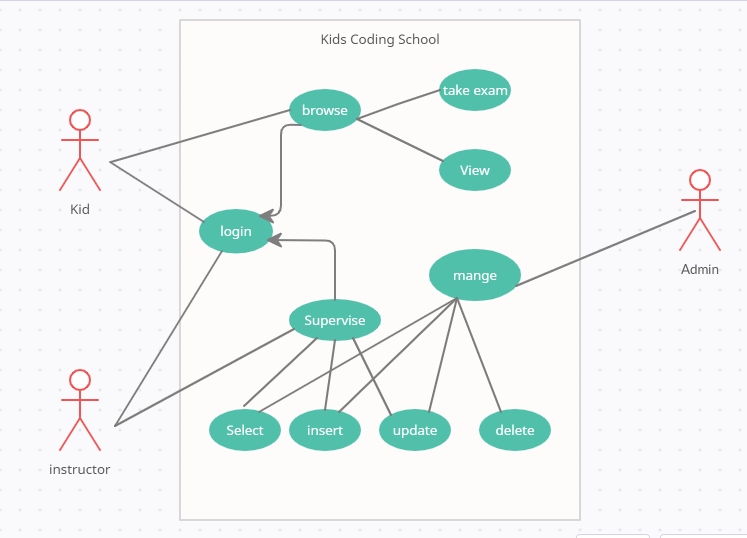 Kids Coding School
take exam
browse
View
Kid
login
mange
Admin
Supervise
Select
insert
update
delete
instructor